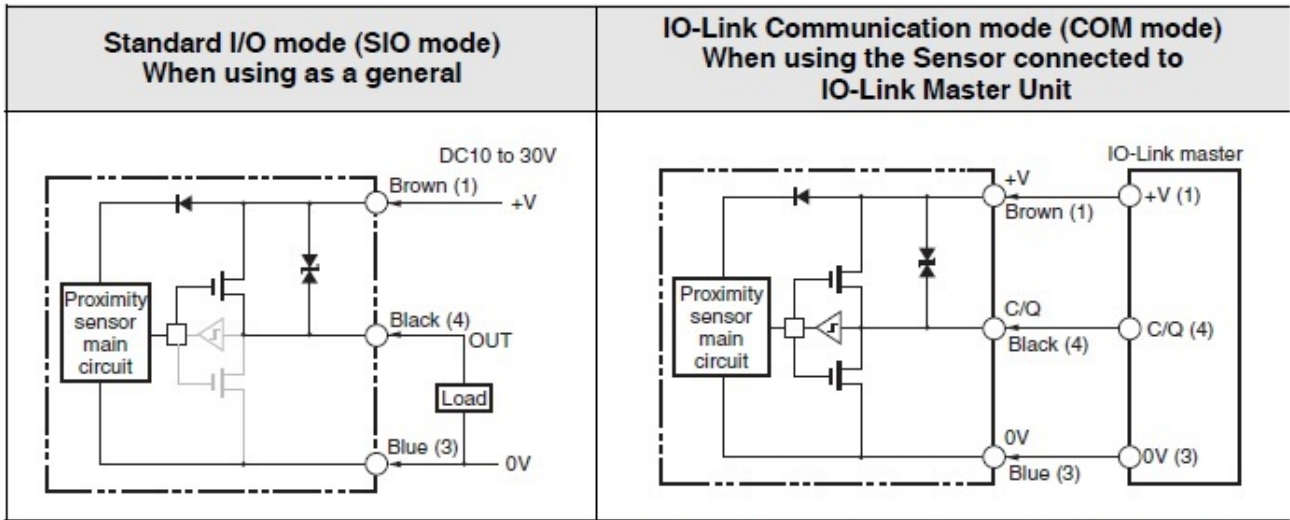 Standard I/O mode (SIO mode)
When using as a general
IO-Link Communication mode (COM mode)
When using the Sensor connected to
IO-Link Master Unit
DC10 to 30V
Brown (1)
+V
Proximity
sensor
main
circuit
Black (4)
OUT
Load
Blue (3)
0V
IO-Link master
+V
Brown (1)
+V (1)
Proximity
sensor
main
circuit
C/Q
Black (4)
C/Q (4)
0V
Blue (3)
0V (3)